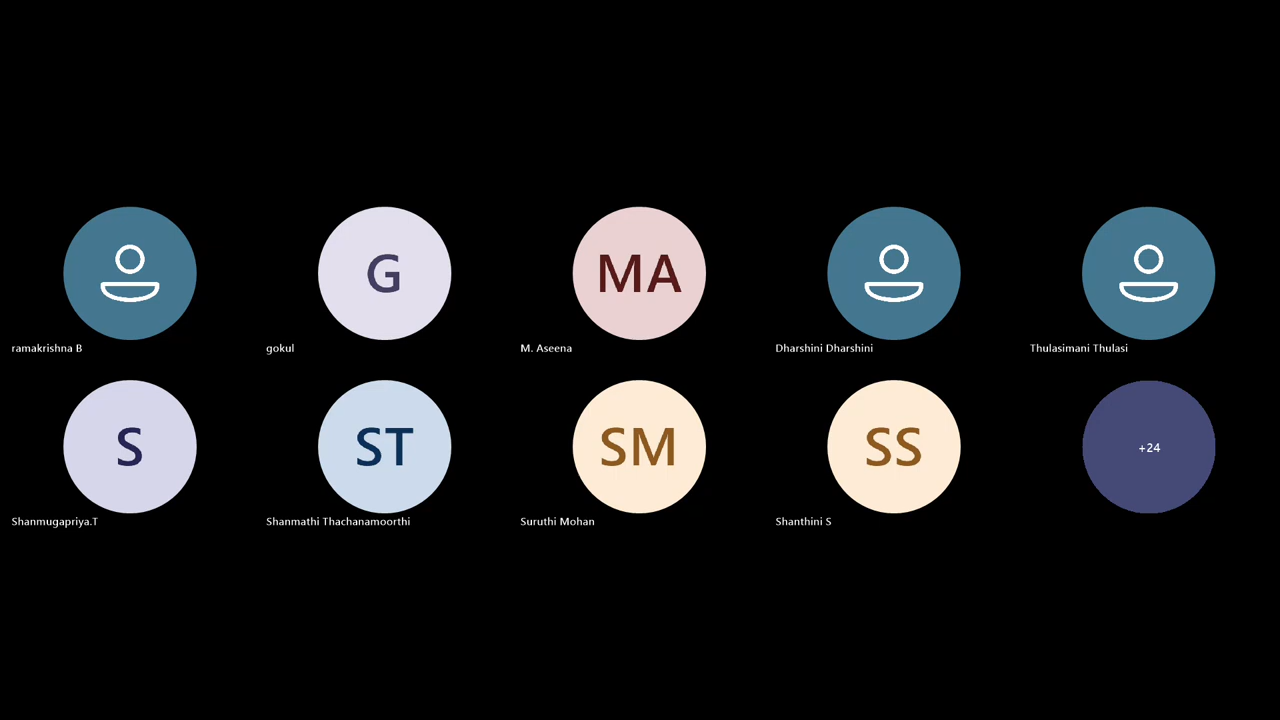 G
MA
ramakrishna B
gokul
M. Aseena
Dharshini Dharshini
Thulasimani Thulasi
S
ST
SM
SS
+24
Shanmugapriya.T
Shanmathi Thachanamoorthi
Suruthi Mohan
Shanthini S